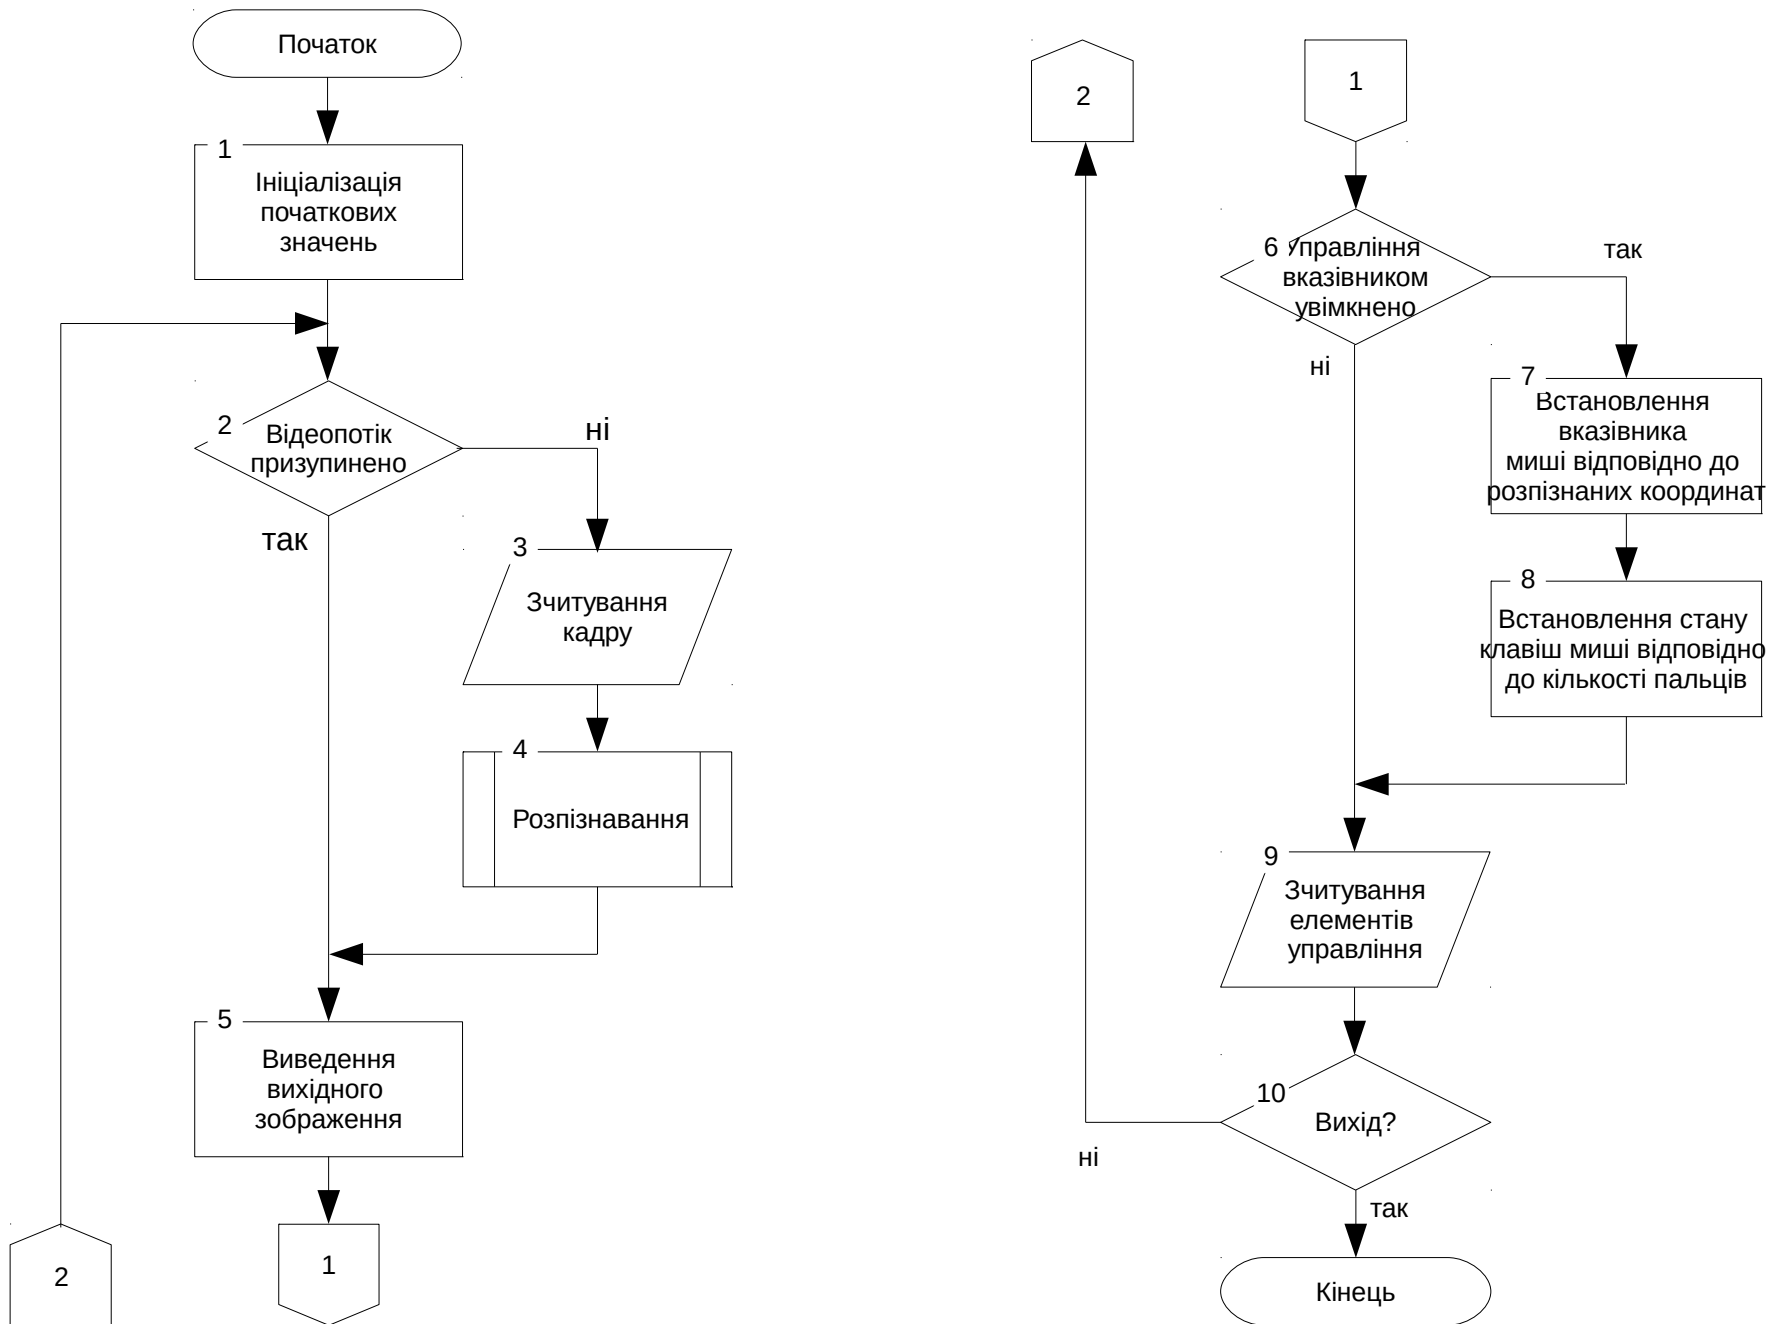 Початок
1
Ініціалізація
початкових
значень
2
Відеопотік
призупинено
ні
так
3
Зчитування
кадру
4
Розпізнавання
5
Виведення
вихідного
зображення
2
1
2
1
6
Управління
вказівником
увімкнено
так
ні
7
Встановлення
вказівника
миші відповідно до
розпізнаних координат
8
Встановлення стану
клавіш миші відповідно
до кількості пальців
9
Зчитування
елементів
управління
10
Вихід?
ні
так
Кінець